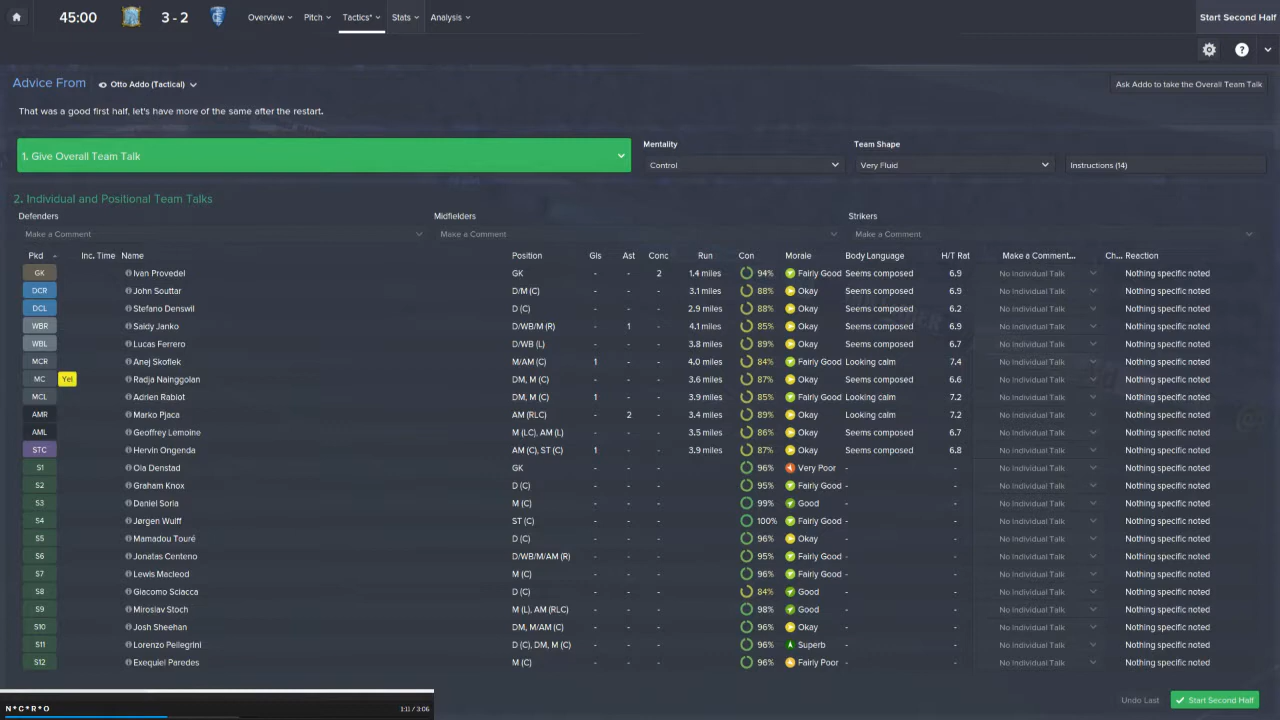 45:00 3 - 2 Overview Pitch Tactics* Stats Analysis Start Second Half
Advice From Otto Addo (Tactical) Ask Addo to take the Overall Team Talk
That was a good first half, let's have more of the same after the restart.
1. Give Overall Team Talk
Mentality Team Shape
Control Very Fluid Instructions (14)
2. Individual and Positional Team Talks
Defenders Midfielders Strikers
Make a Comment Make a Comment Make a Comment
Pkd Inc. Time Name Position Gls Ast Conc Run Con Morale Body Language H/T Rat Make a Comment... Ch... Reaction
GK Ivan Provedel GK - - 2 1.4 miles 94% Fairly Good Seems composed 6.9 No Individual Talk Nothing specific noted
DCR John Souttar D/M (C) - - - 3.1 miles 88% Okay Seems composed 6.9 No Individual Talk Nothing specific noted
DCL Stefano Denswil D (C) - - - 2.9 miles 88% Okay Seems composed 6.2 No Individual Talk Nothing specific noted
WBR Saidy Janko D/WB/M (R) - 1 - 4.1 miles 85% Okay Seems composed 6.9 No Individual Talk Nothing specific noted
WBL Lucas Ferrero D/WB (L) - - - 3.8 miles 89% Okay Seems composed 6.7 No Individual Talk Nothing specific noted
MCR Anej Skotlek M/AM (C) 1 - - 4.0 miles 84% Fairly Good Looking calm 7.4 No Individual Talk Nothing specific noted
MC Yel Radja Nainggolan DM, M (C) - - - 3.6 miles 87% Okay Seems composed 6.6 No Individual Talk Nothing specific noted
MCL Adrien Rabiot DM, M (C) 1 - - 3.9 miles 85% Fairly Good Looking calm 7.2 No Individual Talk Nothing specific noted
AMR Marko Pjaca AM (RLC) - 2 - 3.4 miles 89% Okay Looking calm 7.2 No Individual Talk Nothing specific noted
AML Geoffrey Lemoine M (LC), AM (L) - - - 3.5 miles 86% Okay Seems composed 6.7 No Individual Talk Nothing specific noted
STC Hervin Ongenda AM (C), ST (C) 1 - - 3.9 miles 87% Okay Seems composed 6.8 No Individual Talk Nothing specific noted
S1 Ola Denstad GK - - - 96% Very Poor - - No Individual Talk Nothing specific noted
S2 Graham Knox D (C) - - - 95% Fairly Good - - No Individual Talk Nothing specific noted
S3 Daniel Soria M (C) - - - 99% Good - - No Individual Talk Nothing specific noted
S4 Jørgen Wulff ST (C) - - - 100% Fairly Good - - No Individual Talk Nothing specific noted
S5 Mamadou Touré D (C) - - - 96% Okay - - No Individual Talk Nothing specific noted
S6 Jonatas Centeno D/WB/M/AM (R) - - - 95% Fairly Good - - No Individual Talk Nothing specific noted
S7 Lewis Macleod M (C) - - - 96% Fairly Good - - No Individual Talk Nothing specific noted
S8 Giacomo Sciacca D (C) - - - 84% Good - - No Individual Talk Nothing specific noted
S9 Miroslav Stoch M (L), AM (RLC) - - - 98% Good - - No Individual Talk Nothing specific noted
S10 Josh Sheehan DM, M/AM (C) - - - 96% Okay - - No Individual Talk Nothing specific noted
S11 Lorenzo Pellegrini D (C), DM, M (C) - - - 96% Superb - - No Individual Talk Nothing specific noted
S12 Exequiel Paredes M (C) - - - 96% Fairly Poor - - No Individual Talk Nothing specific noted
Undo Last Start Second Half
N*C*R*O 1:11 / 3:06